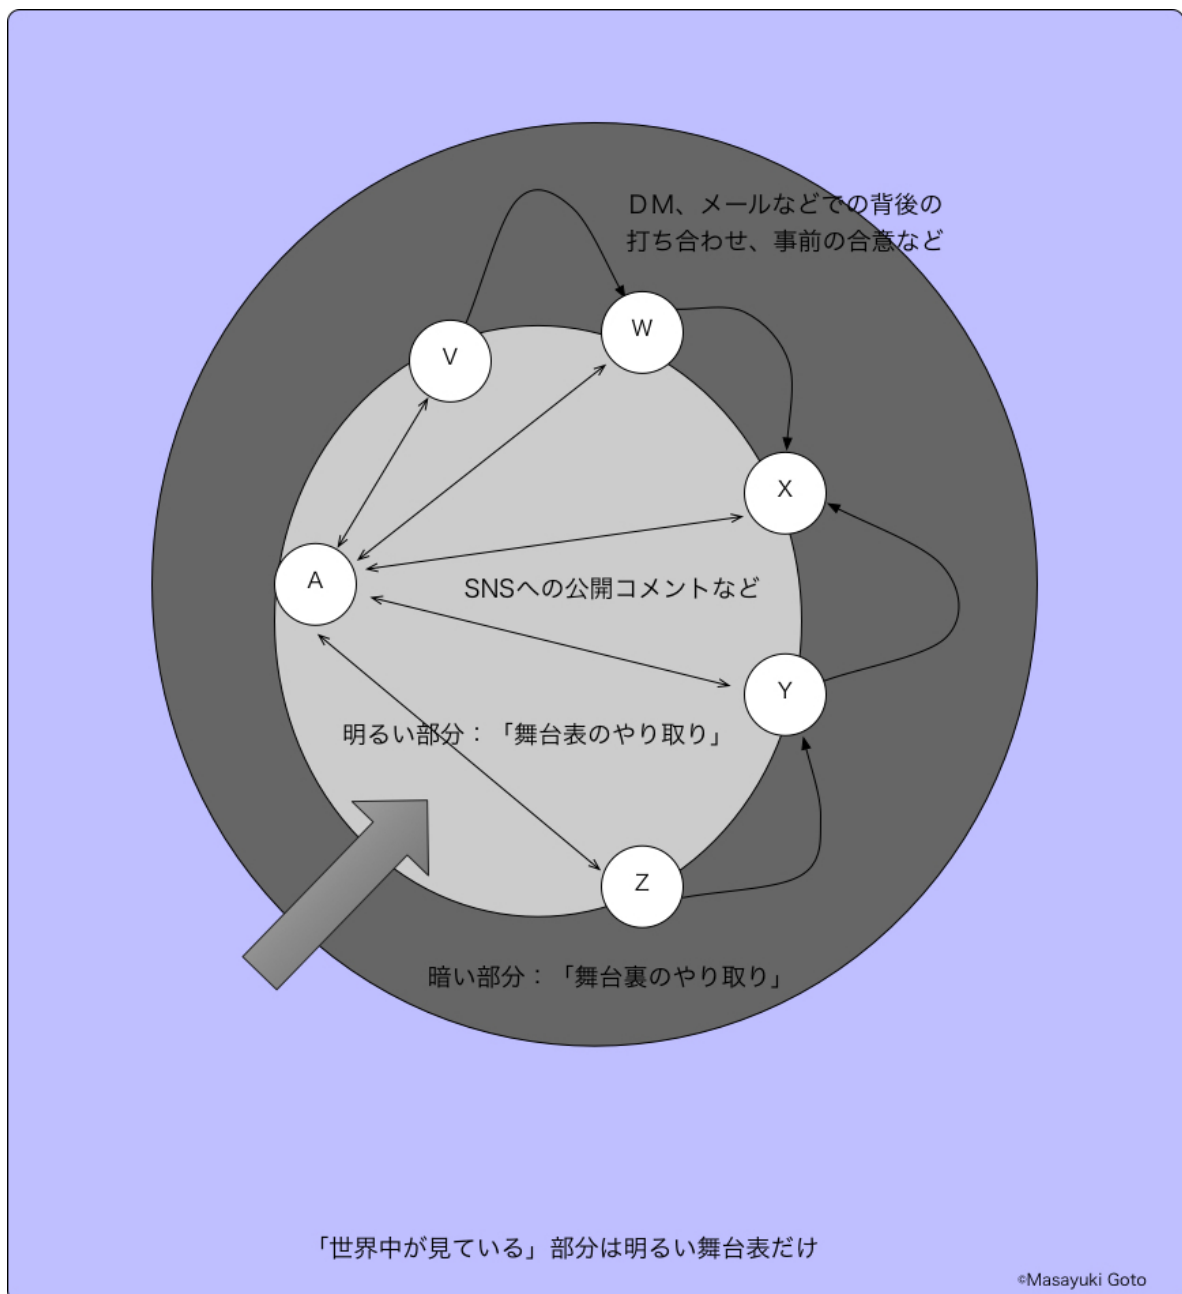 ＤＭ、メールなどでの背後の
打ち合わせ、事前の合意など
W
V
X
A
SNSへの公開コメントなど
Y
明るい部分：「舞台表のやり取り」
Z
暗い部分：「舞台裏のやり取り」
「世界中が見ている」部分は明るい舞台表だけ
©Masayuki Goto